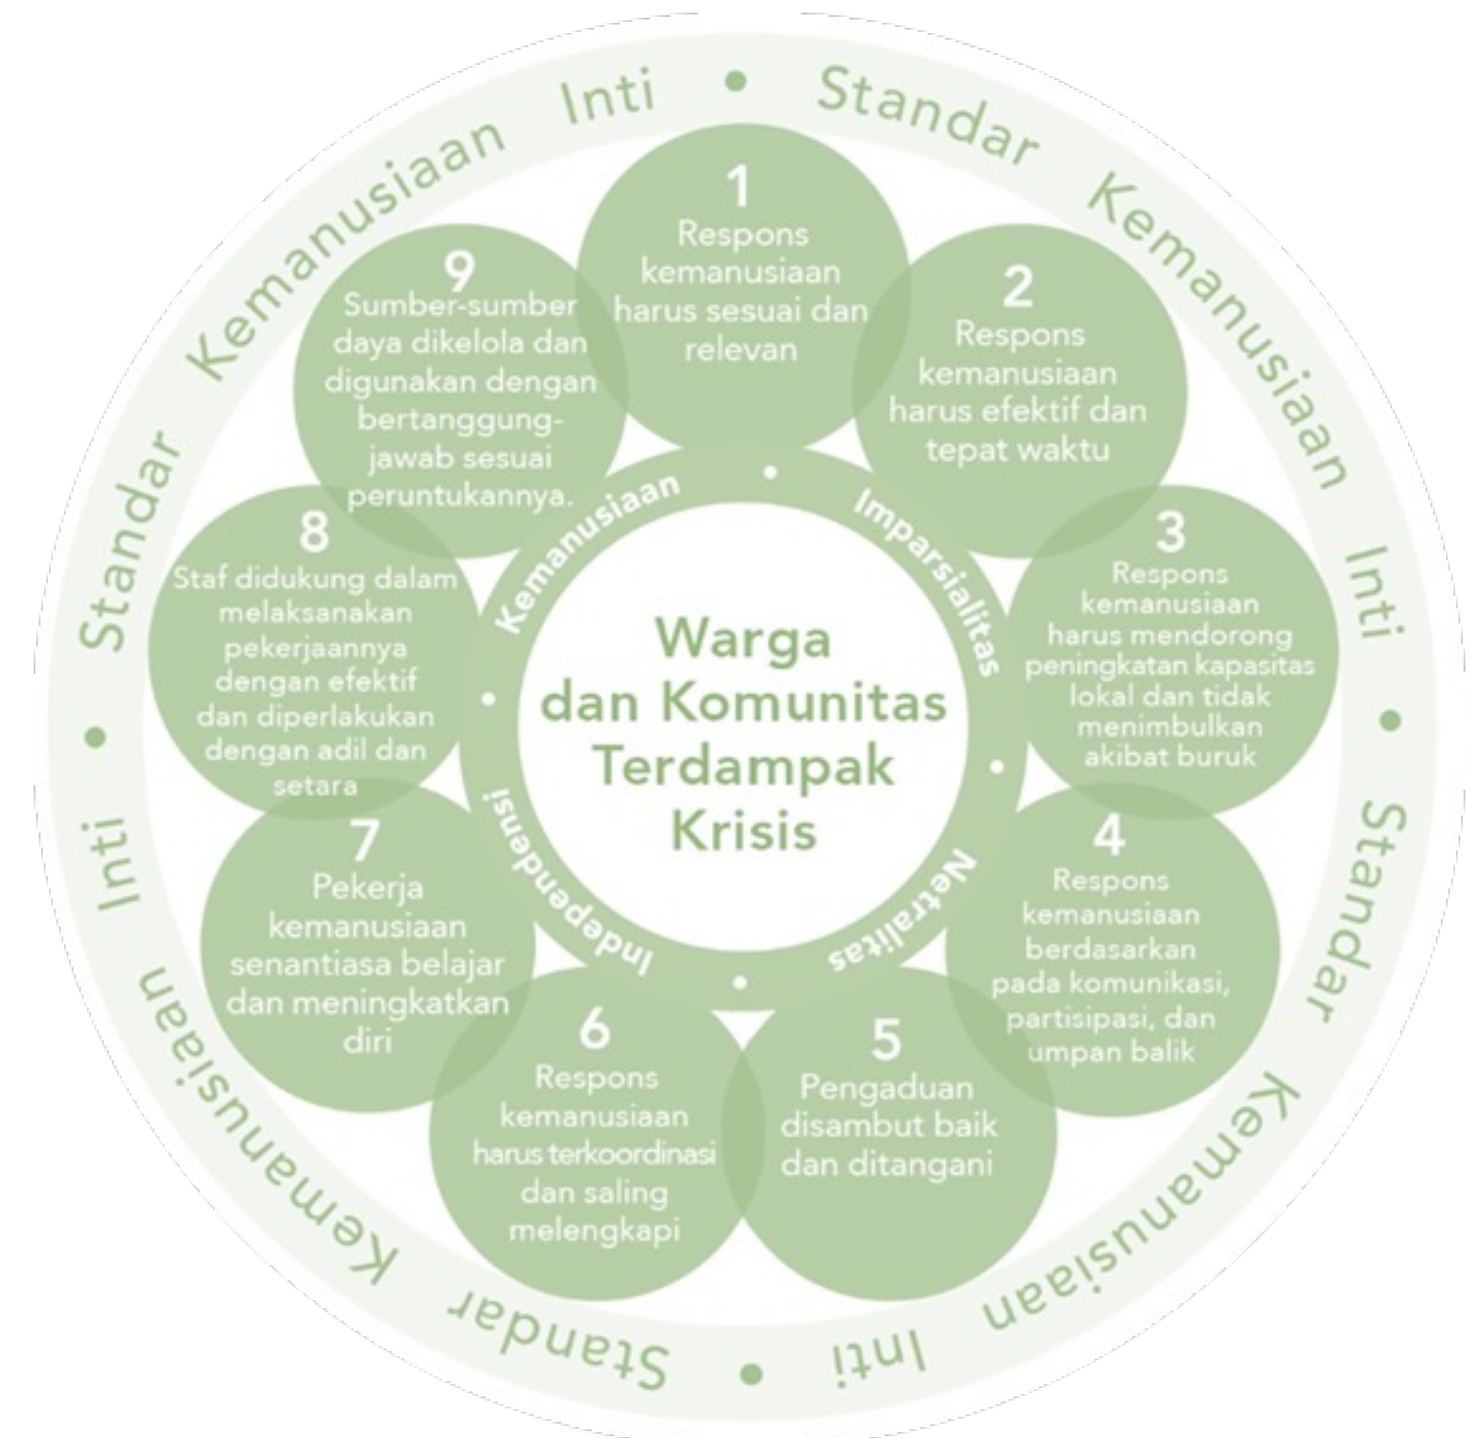 Standar Kemanusiaan Inti • Standar Kemanusiaan Inti • Standar Kemanusiaan Inti • Standar Kemanusiaan Inti •
1
Respons
kemanusiaan
harus sesuai dan
relevan
2
Respons
kemanusiaan
harus efektif dan
tepat waktu
3
Respons
kemanusiaan
harus mendorong
peningkatan kapasitas
lokal dan tidak
menimbulkan
akibat buruk
4
Respons
kemanusiaan
berdasarkan
pada komunikasi,
partisipasi, dan
umpan balik
5
Pengaduan
disambut baik
dan ditangani
6
Respons
kemanusiaan
harus terkoordinasi
dan saling
melengkapi
7
Pekerja
kemanusiaan
senantiasa belajar
dan meningkatkan
diri
8
Staf didukung dalam
melaksanakan
pekerjaannya
dengan efektif
dan diperlakukan
dengan adil dan
setara
9
Sumber-sumber
daya dikelola dan
digunakan dengan
bertanggung-
jawab sesuai
peruntukannya.
Kemanusiaan • Imparsialitas • Netralitas • Independensi •
Warga
dan Komunitas
Terdampak
Krisis